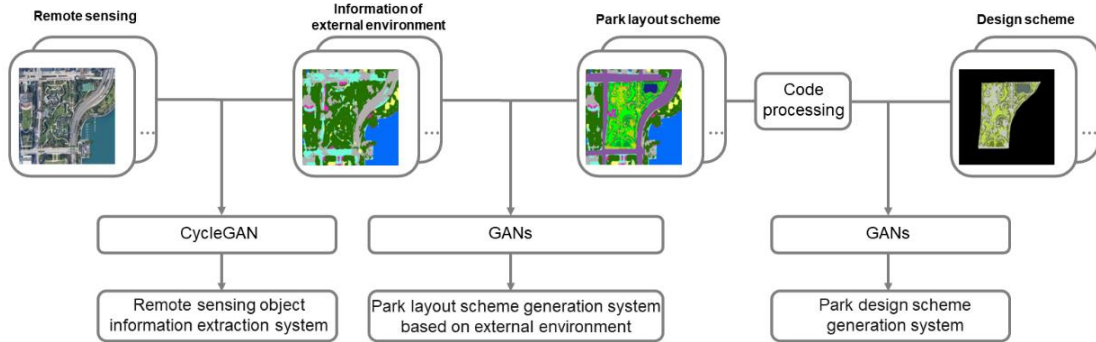 Remote sensing
Information of
external environment
Park layout scheme
Design scheme
...
...
...
...
Code
processing
CycleGAN
GANs
GANs
Remote sensing object
information extraction system
Park layout scheme generation system
based on external environment
Park design scheme
generation system